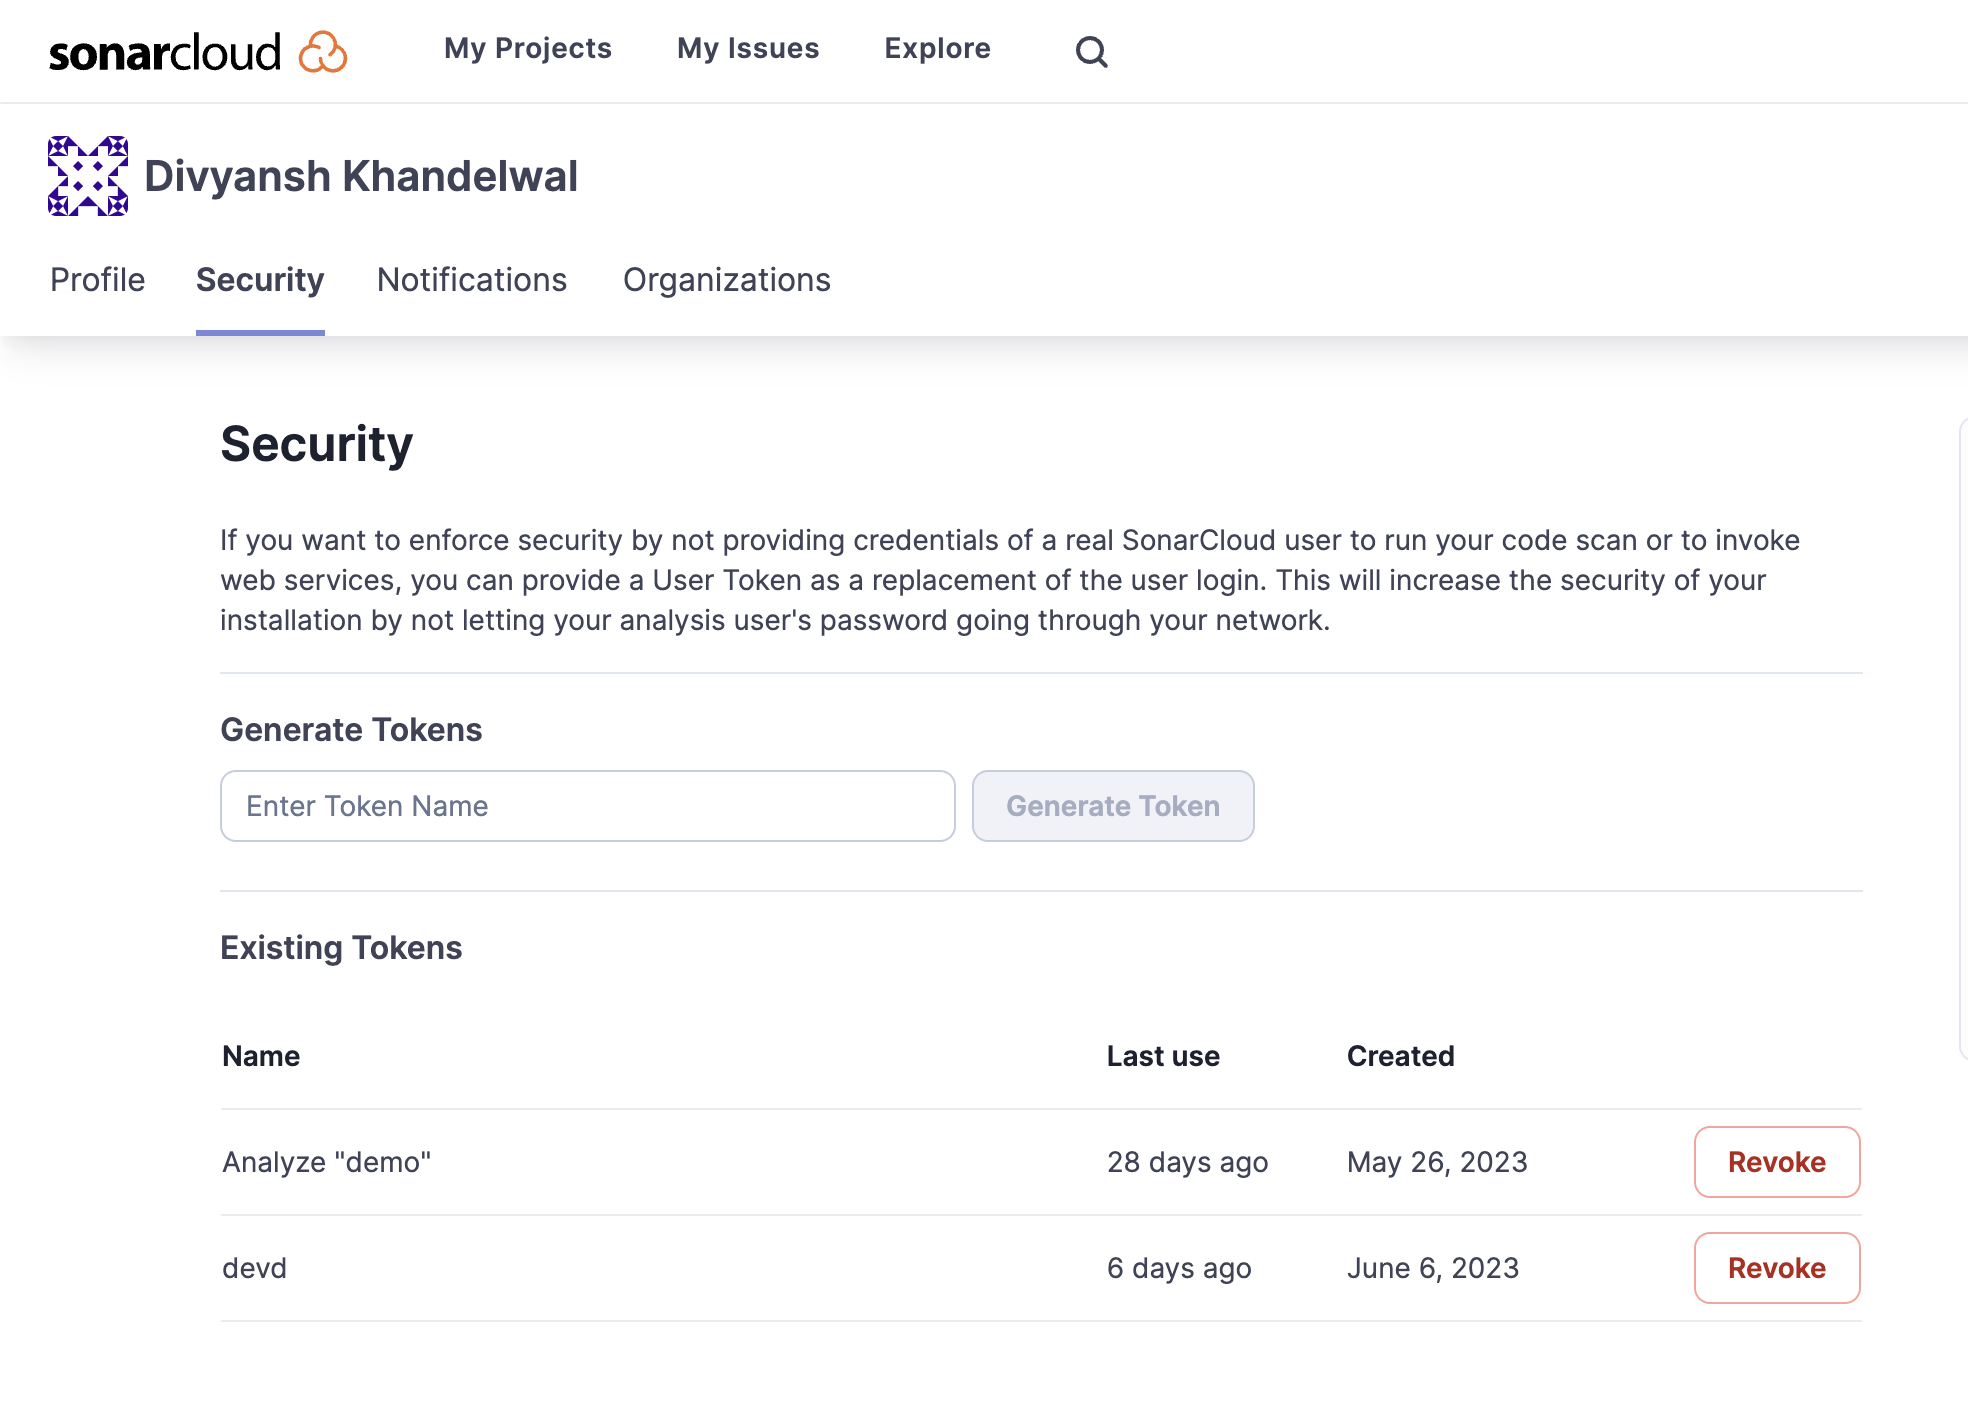 sonarcloud My Projects My Issues Explore
Divyansh Khandelwal
Profile Security Notifications Organizations
Security
If you want to enforce security by not providing credentials of a real SonarCloud user to run your code scan or to invoke
web services, you can provide a User Token as a replacement of the user login. This will increase the security of your
installation by not letting your analysis user's password going through your network.
Generate Tokens
Enter Token Name Generate Token
Existing Tokens
Name Last use Created
Analyze "demo" 28 days ago May 26, 2023 Revoke
devd 6 days ago June 6, 2023 Revoke